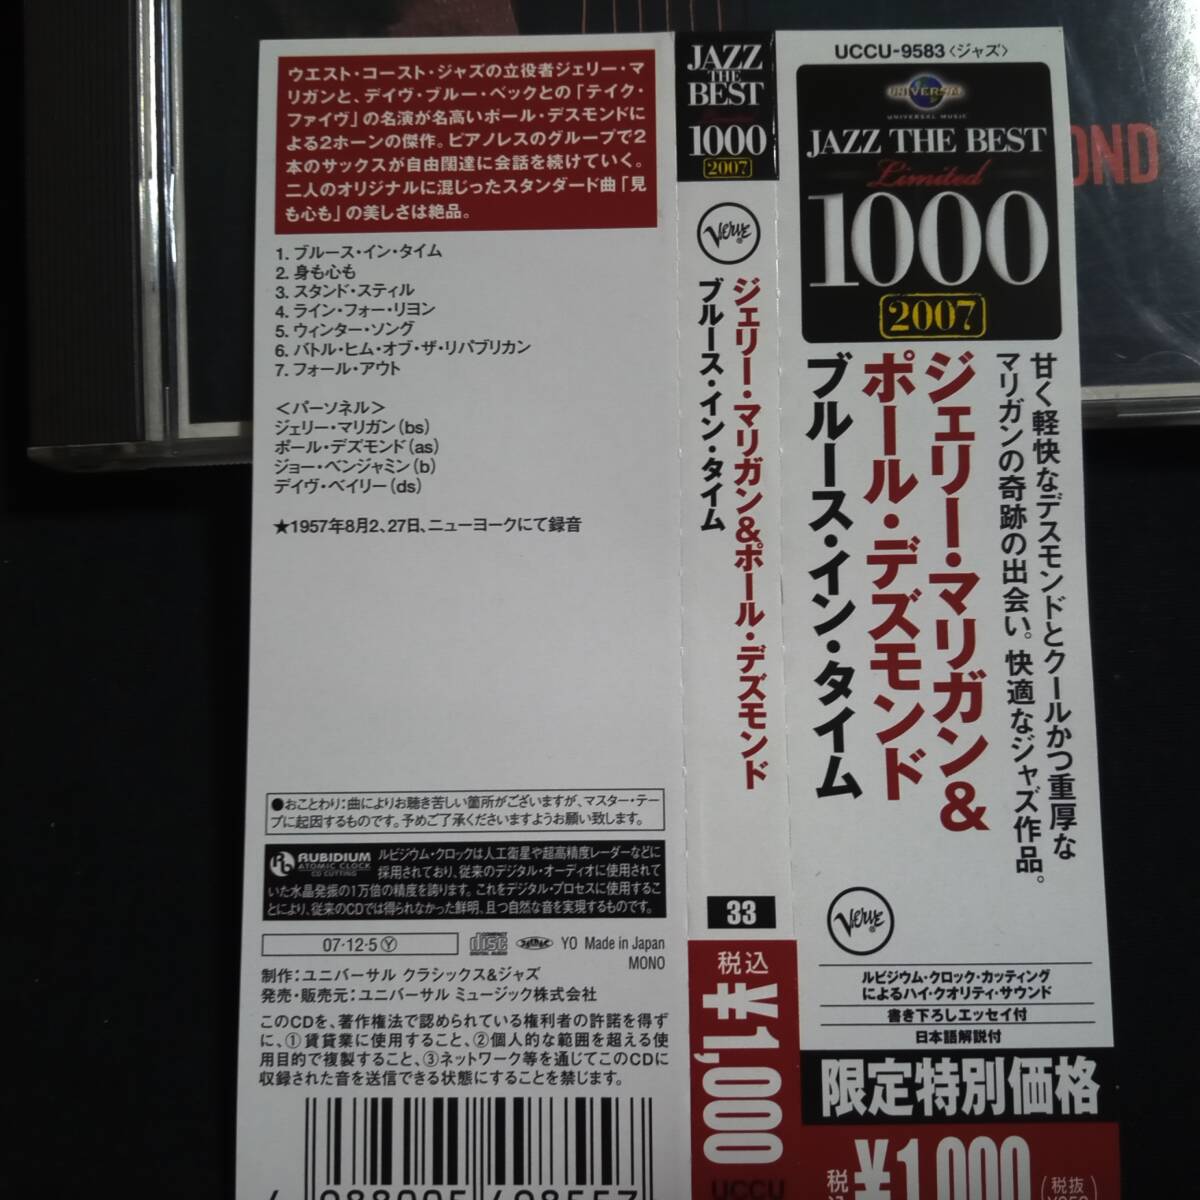 ウエスト・コースト・ジャズの立役者ジェリー・マ
リガンと、デイヴ・ブルー・ベックとの「テイク・
ファイヴ」の名演が名高いポール・デスモンドに
よる2ホーンの傑作。ピアノレスのグループで2
本のサックスが自由闊達に会話を続けていく。
二人のオリジナルに混じったスタンダード曲「見
も心も」の美しさは絶品。
1. ブルース・イン・タイム
2. 身も心も
3. スタンド・スティル
4. ライン・フォー・リヨン
5. ウィンター・ソング
6. バトル・ヒム・オブ・ザ・リパブリカン
7. フォール・アウト
＜パーソネル＞
ジェリー・マリガン(bs)
ポール・デズモンド(as)
ジョー・ベンジャミン(b)
デイヴ・ベイリー(ds)
★1957年8月2、27日、ニューヨークにて録音
●おことわり：曲によりお聴き苦しい箇所がございますが、マスター・テー
プに起因するものです。予めご了承くださいますようお願い致します。
Rb RUBIDIUM
ATOMIC CLOCK
CD CUTTING
ルビジウム・クロックは人工衛星や超高精度レーダーなどに
採用されており、従来のデジタル・オーディオに使用されて
いた水晶発振の1万倍の精度を誇ります。これをデジタル・プロセスに使用するこ
とにより、従来のCDでは得られなかった鮮明、且つ自然な音を実現するものです。
07・12・5 Ⓨ
COMPACT disc DIGITAL AUDIO
YO Made in Japan
MONO
制作：ユニバーサル クラシックス&ジャズ
発売・販売元：ユニバーサル ミュージック株式会社
このCDを、著作権法で認められている権利者の許諾を得ず
に、①賃貸業に使用すること、②個人的な範囲を超える使
用目的で複製すること、③ネットワーク等を通じてこのCDに
収録された音を送信できる状態にすることを禁じます。
4 988005 498557
JAZZ
THE
BEST
Limited
1000
2007
Verve
ジェリー・マリガン&ポール・デズモンド
ブルース・イン・タイム
33
税込
¥1,000
UCCU
UCCU-9583〈ジャズ〉
UNIVERSAL
UNIVERSAL MUSIC
JAZZ THE BEST
Limited
1000
2007
OND
甘く軽快なデスモンドとクールかつ重厚な
マリガンの奇跡の出会い。快適なジャズ作品。
ジェリー・マリガン&
ポール・デズモンド
ブルース・イン・タイム
Verve
ルビジウム・クロック・カッティング
によるハイ・クオリティ・サウンド
書き下ろしエッセイ付
日本語解説付
限定特別価格
税込
¥1,000
(税抜